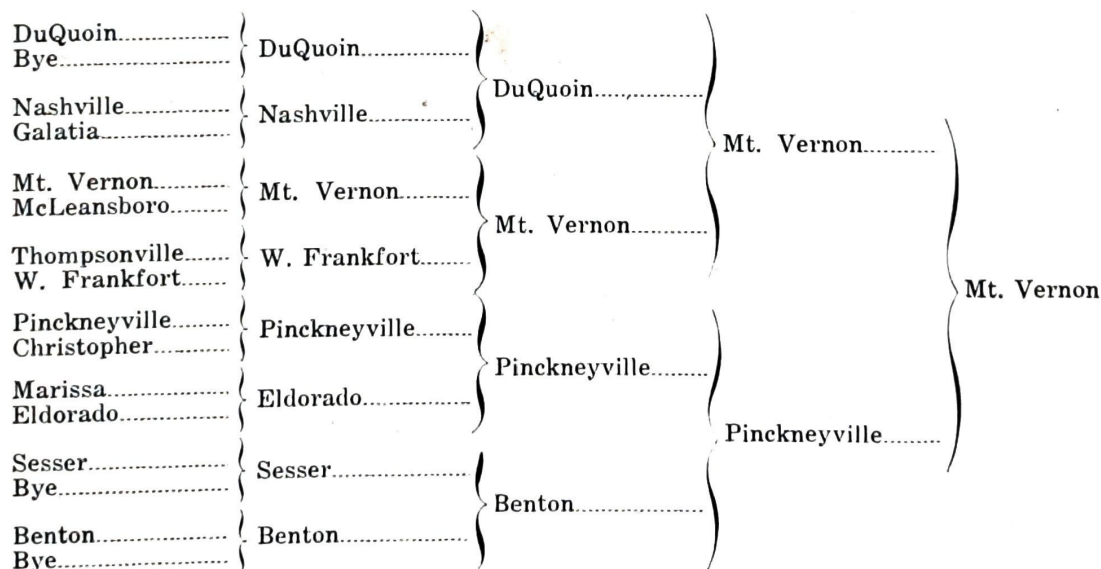 DuQuoin
Bye
Nashville
Galatia
Mt. Vernon
McLeansboro
Thompsonville
W. Frankfort
Pinckneyville
Christopher
Marissa
Eldorado
Sesser
Bye
Benton
Bye
DuQuoin
Nashville
Mt. Vernon
W. Frankfort
Pinckneyville
Eldorado
Sesser
Benton
DuQuoin
Mt. Vernon
Pinckneyville
Benton
Mt. Vernon
Pinckneyville
Mt. Vernon